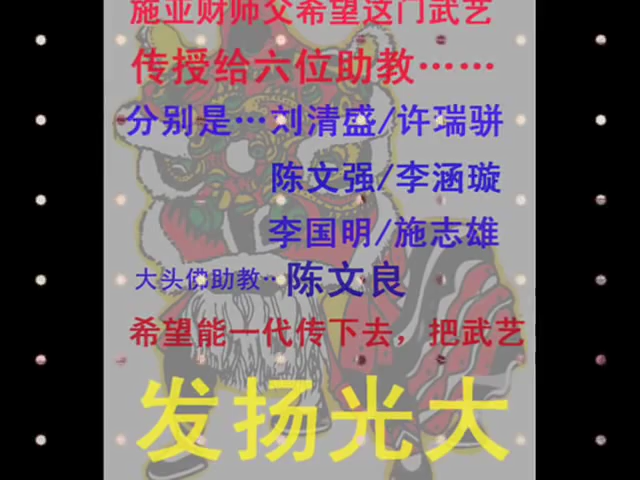 施亚财师父希望这门武艺
传授给六位助教……
分别是…刘清盛/许瑞骈
陈文强/李涵璇
李国明/施志雄
大头佛助教…陈文良
希望能一代传下去，把武艺
发扬光大